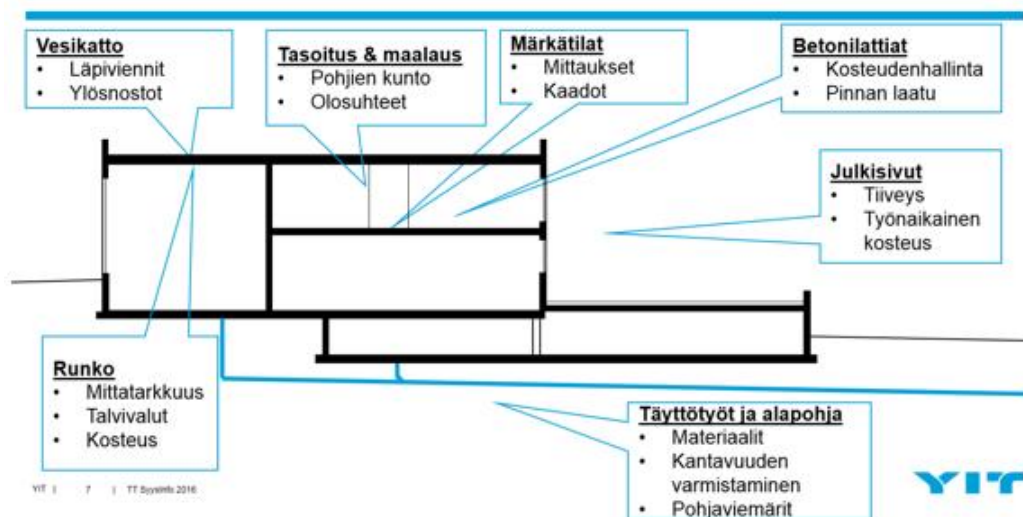 Vesikatto
• Läpiviennit
• Ylösnostot
Tasoitus & maalaus
• Pohjien kunto
• Olosuhteet
Märkätilat
• Mittaukset
• Kaadot
Betonilattiat
• Kosteudenhallinta
• Pinnan laatu
Julkisivut
• Tiiveys
• Työnaikainen
kosteus
Runko
• Mittatarkkuus
• Talvivalut
• Kosteus
Täyttötyöt ja alapohja
• Materiaalit
• Kantavuuden
varmistaminen
• Pohjaviemärit
YIT | 7 | TT Syysinfo 2016
YIT